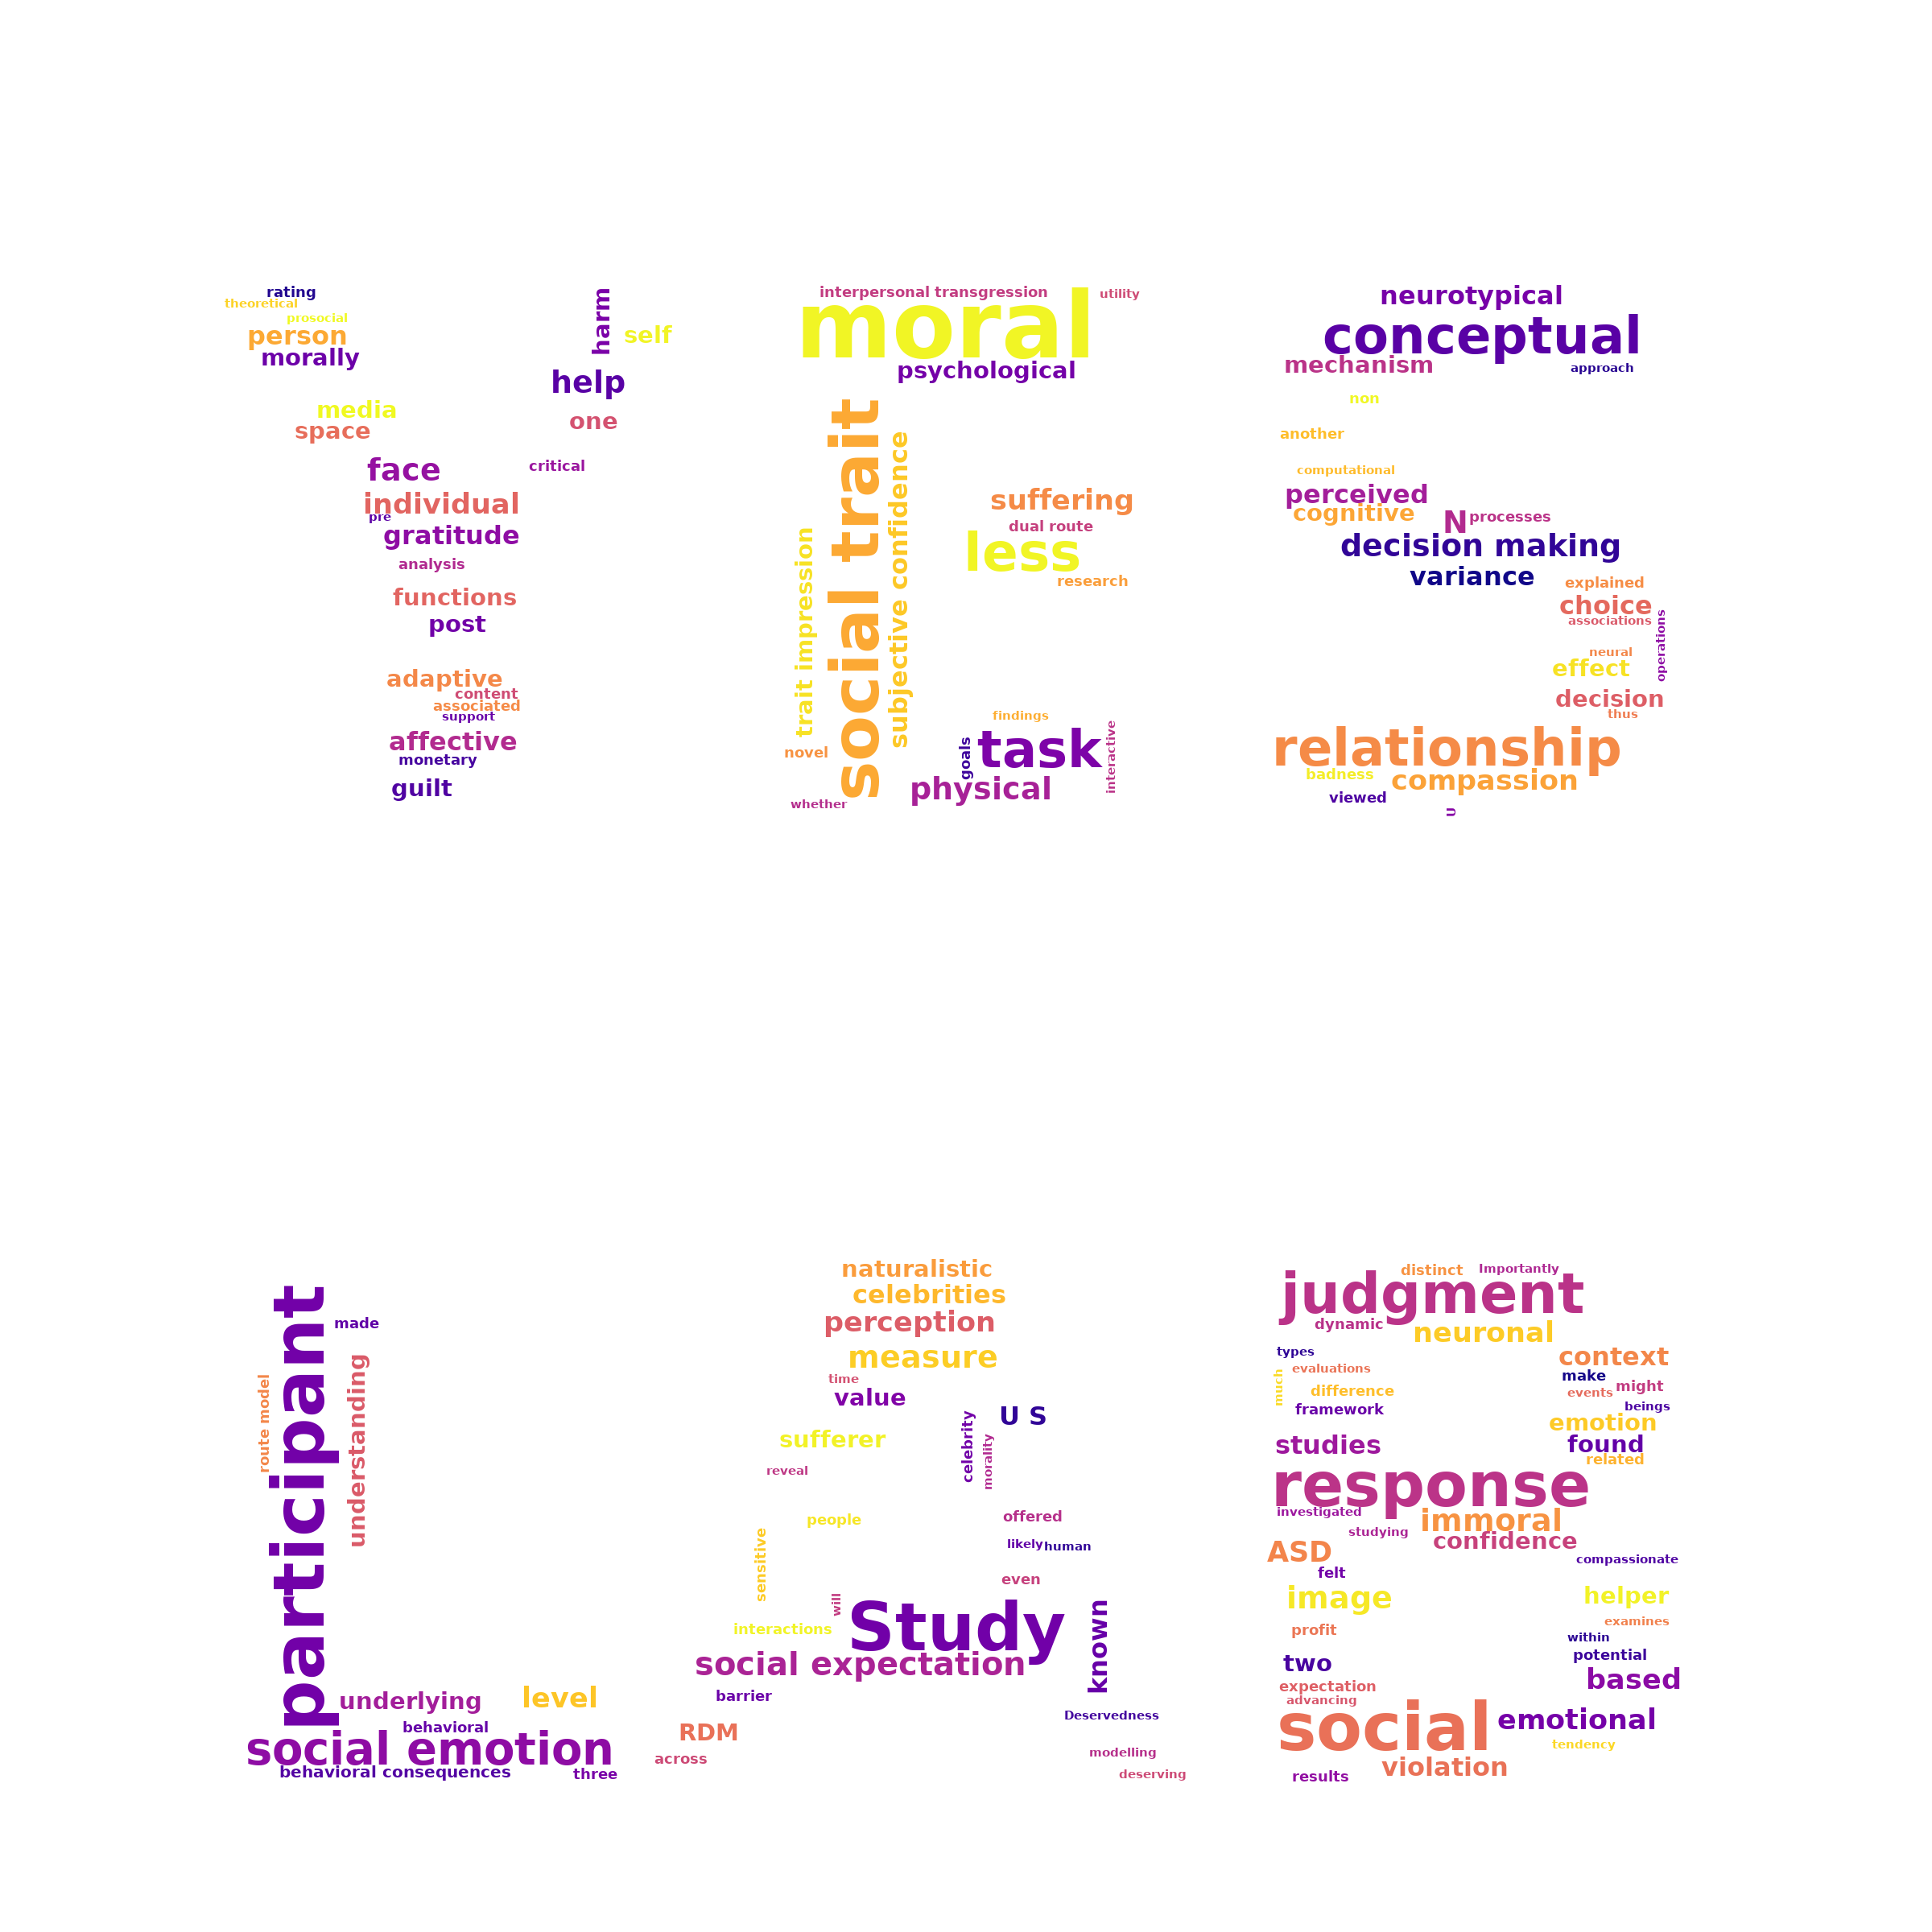 rating
theoretical
prosocial
person
morally
media
space
face
individual
pre
gratitude
analysis
functions
post
adaptive
content
associated
support
affective
monetary
guilt
harm
self
help
one
critical
interpersonal transgression
utility
moral
psychological
social trait
subjective confidence
trait impression
suffering
dual route
less
research
findings
novel
goals
task
interactive
physical
whether
neurotypical
conceptual
mechanism
approach
non
another
computational
perceived
cognitive
N
processes
decision making
variance
explained
choice
associations
operations
neural
effect
decision
thus
relationship
badness
compassion
viewed
U
participant
made
route model
understanding
underlying
level
behavioral
social emotion
behavioral consequences
three
naturalistic
celebrities
perception
measure
time
value
U S
celebrity
morality
sufferer
reveal
people
offered
sensitive
likely
human
even
will
Study
known
interactions
social expectation
barrier
Deservedness
RDM
across
modelling
deserving
distinct
Importantly
judgment
dynamic
neuronal
types
context
evaluations
make
much
difference
events
might
framework
beings
emotion
studies
found
related
response
investigated
immoral
studying
confidence
ASD
compassionate
felt
image
helper
profit
examines
within
two
potential
expectation
based
advancing
social
emotional
tendency
violation
results